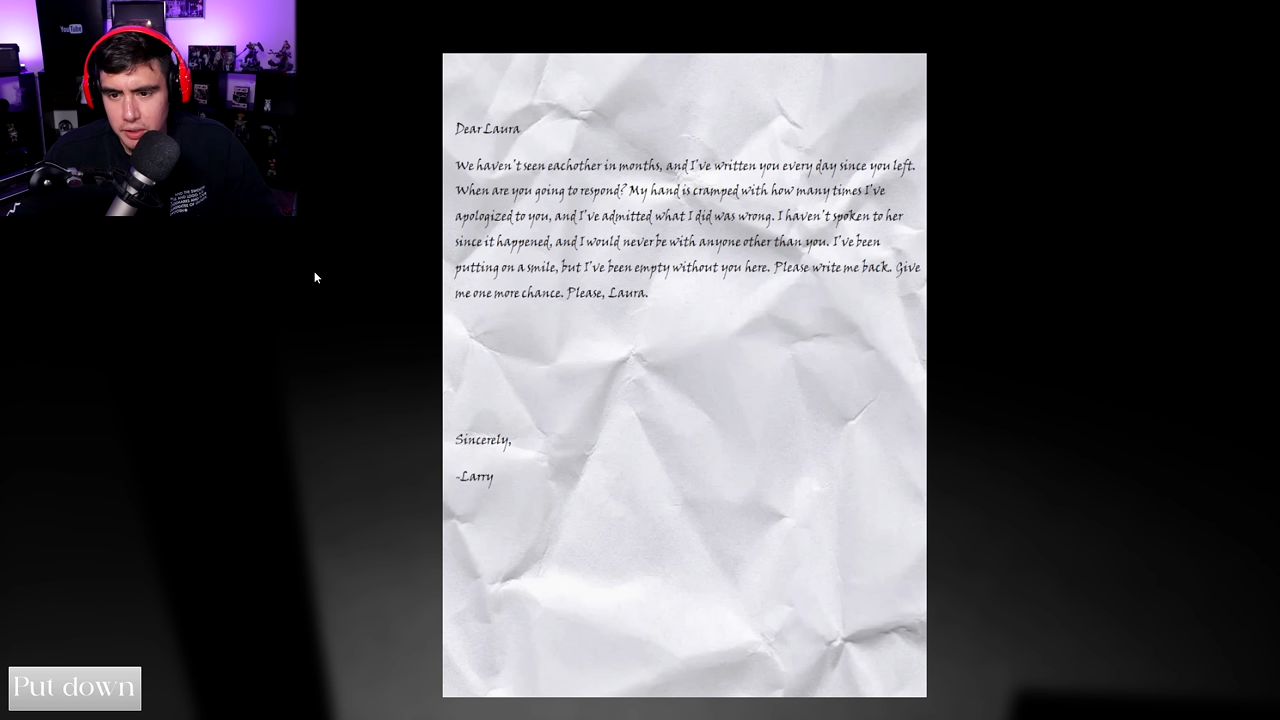 YouTube
Dear Laura
We haven't seen eachother in months, and I've written you every day since you left.
When are you going to respond? My hand is cramped with how many times I've
apologized to you, and I've admitted what I did was wrong. I haven't spoken to her
since it happened, and I would never be with anyone other than you. I've been
putting on a smile, but I've been empty without you here. Please write me back. Give
me one more chance. Please, Laura.
Sincerely,
-Larry
Put down